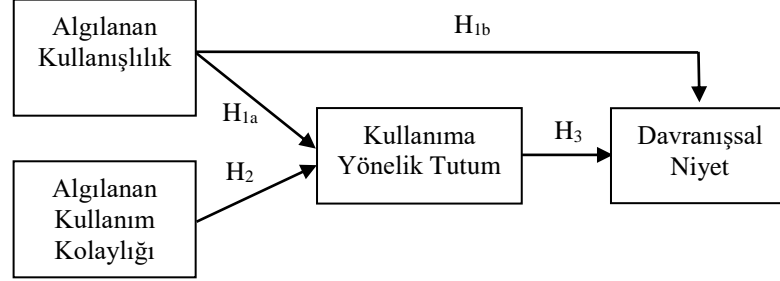 Algılanan
Kullanışlılık
H1b
H1a
Kullanıma
Yönelik Tutum
H3
Davranışsal
Niyet
H2
Algılanan
Kullanım
Kolaylığı